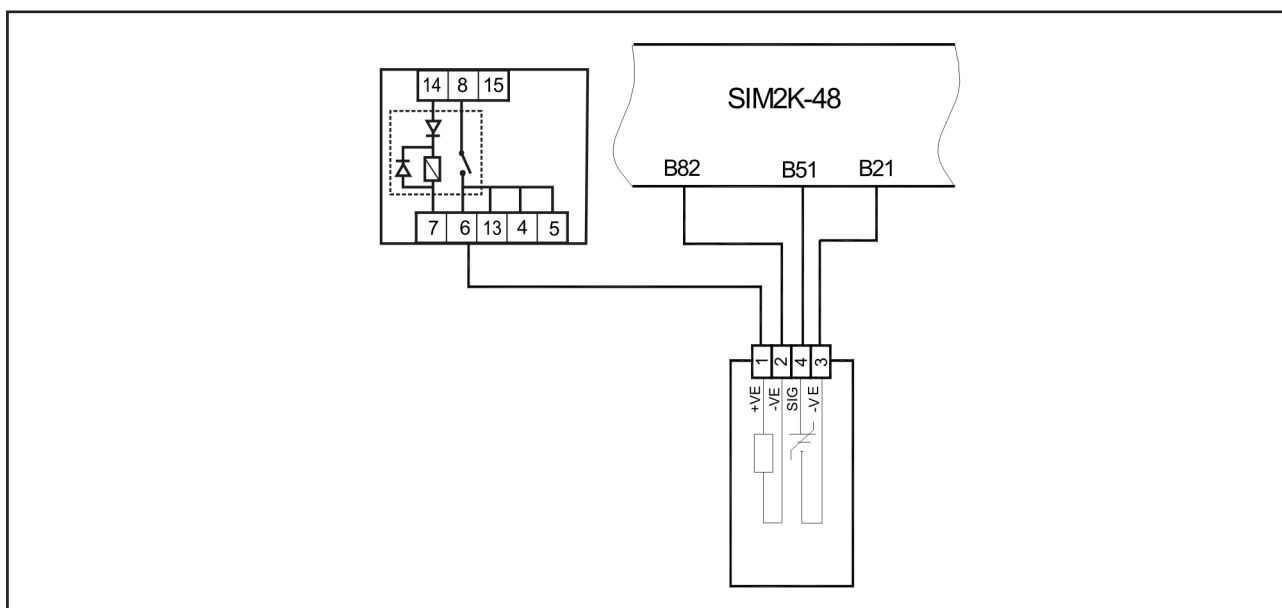 14 8 15
SIM2K-48
B82 B51 B21
7 6 13 4 5
1 2 4 3
+VE -VE SIG -VE